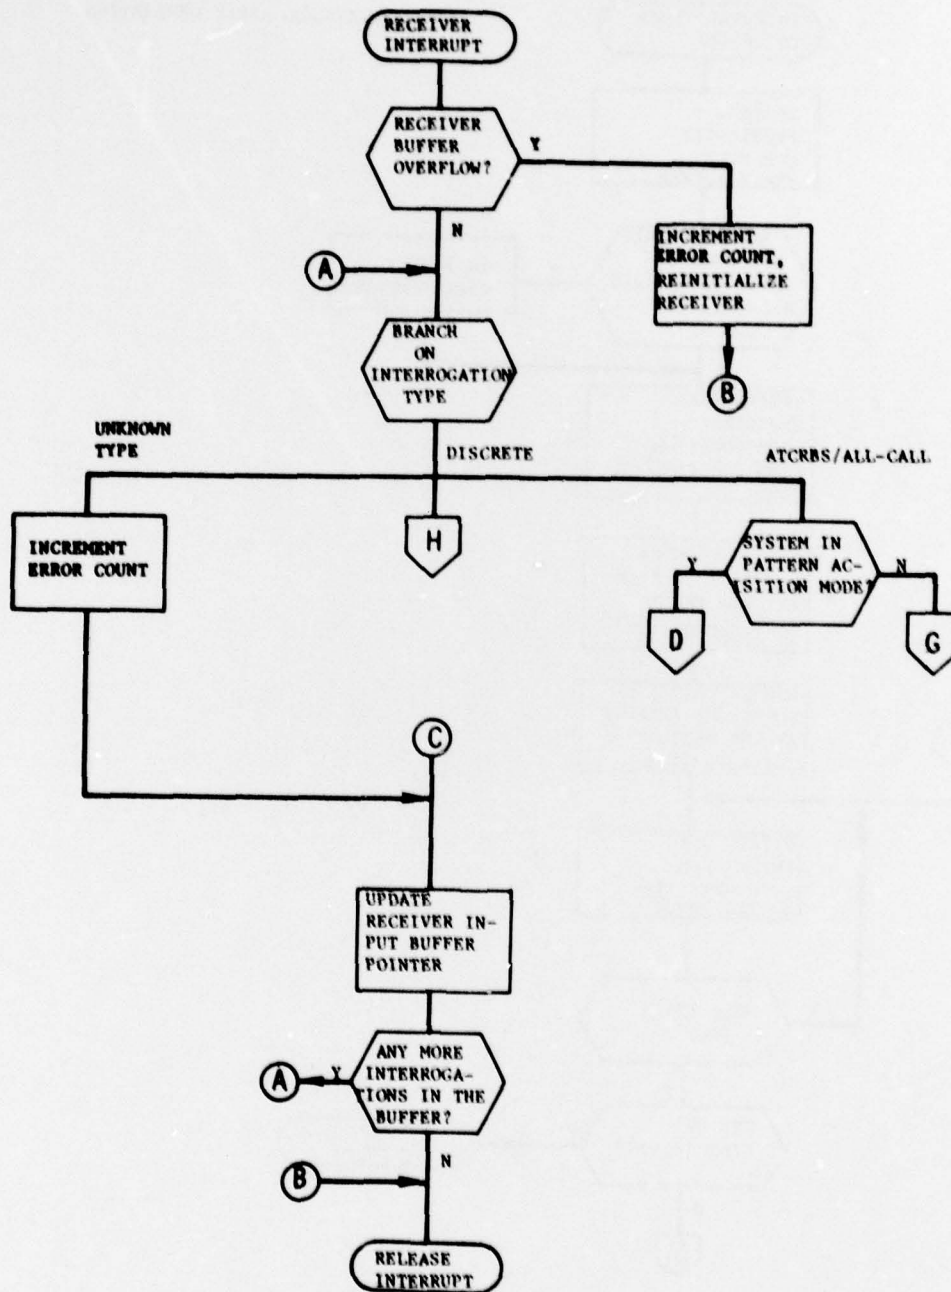 RECEIVER
INTERRUPT
RECEIVER
BUFFER
OVERFLOW?
Y
N
INCREMENT
ERROR COUNT,
REINITIALIZE
RECEIVER
A
BRANCH
ON
INTERROGATION
TYPE
B
UNKNOWN
TYPE
DISCRETE
ATCRBS/ALL-CALL
INCREMENT
ERROR COUNT
H
SYSTEM IN
PATTERN AC-
ISITION MODE?
Y
N
D
G
C
UPDATE
RECEIVER IN-
PUT BUFFER
POINTER
ANY MORE
INTERROGA-
TIONS IN THE
BUFFER?
Y
A
N
B
RELEASE
INTERRUPT